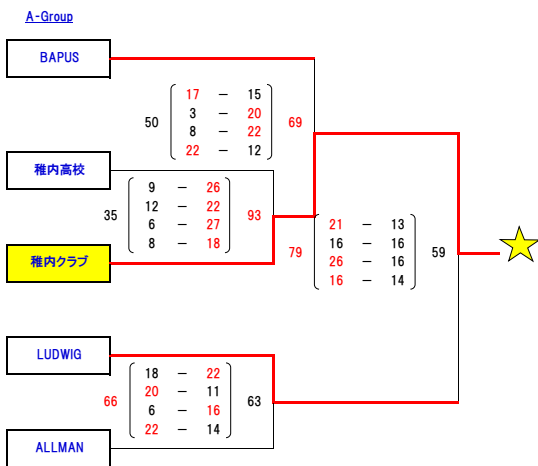 A-Group
BAPUS
17 － 15
50 3 － 20 69
8 － 22
22 － 12
稚内高校
9 － 26
35 12 － 22 93
6 － 27
8 － 18
稚内クラブ
21 － 13
79 16 － 16 59
26 － 16
16 － 14
LUDWIG
18 － 22
66 20 － 11 63
6 － 16
22 － 14
ALLMAN